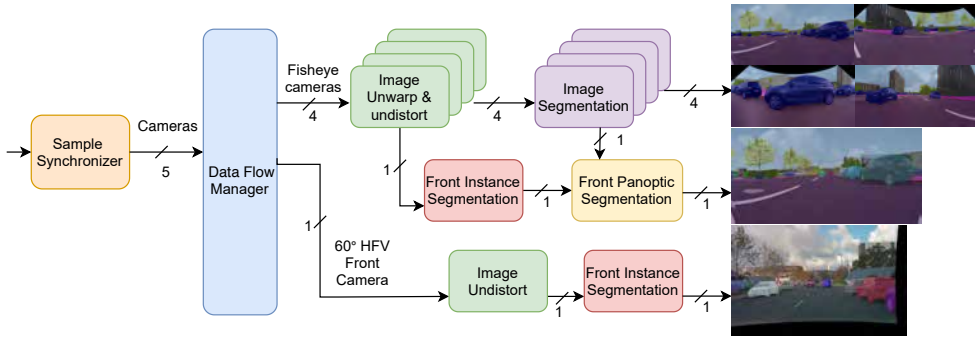 Sample
Synchronizer
Cameras
5
Data Flow
Manager
Fisheye
cameras
4
Image
Unwarp &
undistort
4
Image
Segmentation
4
1
1
Front Instance
Segmentation
1
Front Panoptic
Segmentation
1
1
60° HFV
Front
Camera
Image
Undistort
1
Front Instance
Segmentation
1